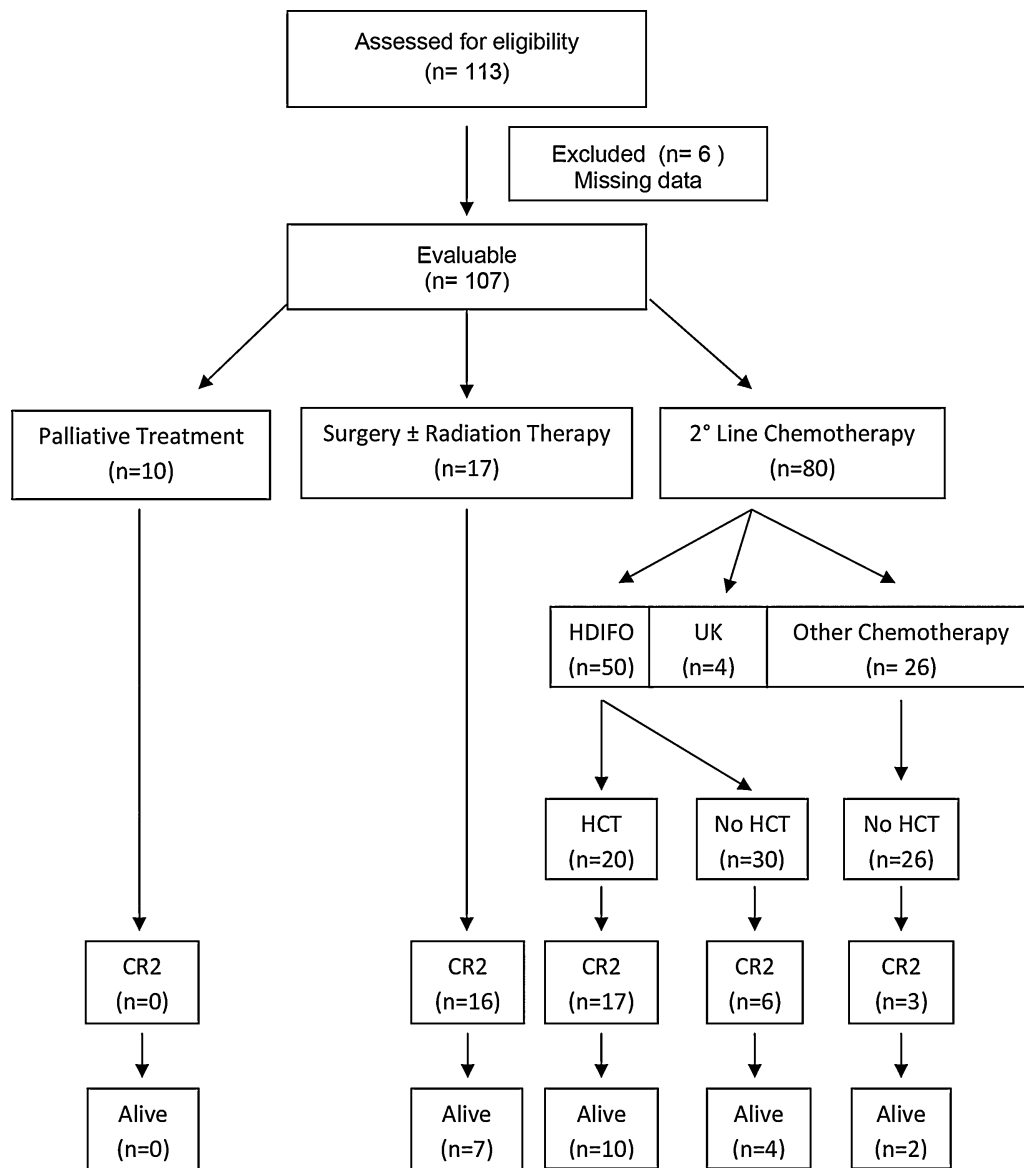 Assessed for eligibility
(n= 113)
Excluded  (n= 6 )
Missing data
Evaluable
(n= 107)
Palliative Treatment
(n=10)
Surgery ± Radiation Therapy
(n=17)
2° Line Chemotherapy
(n=80)
HDIFO
(n=50)
UK
(n=4)
Other Chemotherapy
(n= 26)
HCT
(n=20)
No HCT
(n=30)
No HCT
(n=26)
CR2
(n=0)
CR2
(n=16)
CR2
(n=17)
CR2
(n=6)
CR2
(n=3)
Alive
(n=0)
Alive
(n=7)
Alive
(n=10)
Alive
(n=4)
Alive
(n=2)